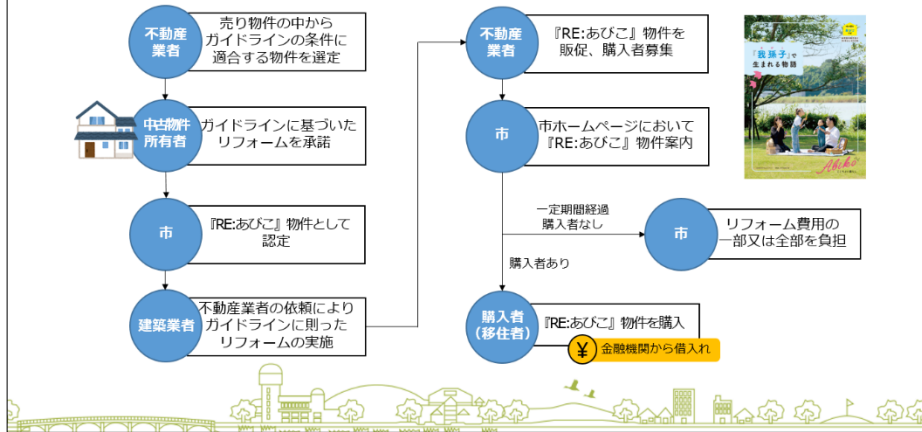 不動産
業者
売り物件の中から
ガイドラインの条件に
適合する物件を選定
中古物件
所有者
ガイドラインに基づいた
リフォームを承諾
市
『RE:あびこ』物件として
認定
建築業者
不動産業者の依頼により
ガイドラインに則った
リフォームの実施
不動産
業者
『RE:あびこ』物件を
販促、購入者募集
市
市ホームページにおいて
『RE:あびこ』物件案内
一定期間経過
購入者なし
市
リフォーム費用の
一部又は全部を負担
購入者あり
購入者
（移住者）
『RE:あびこ』物件を購入
¥
金融機関から借入れ
「我孫子」で
生まれる物語
Abiko